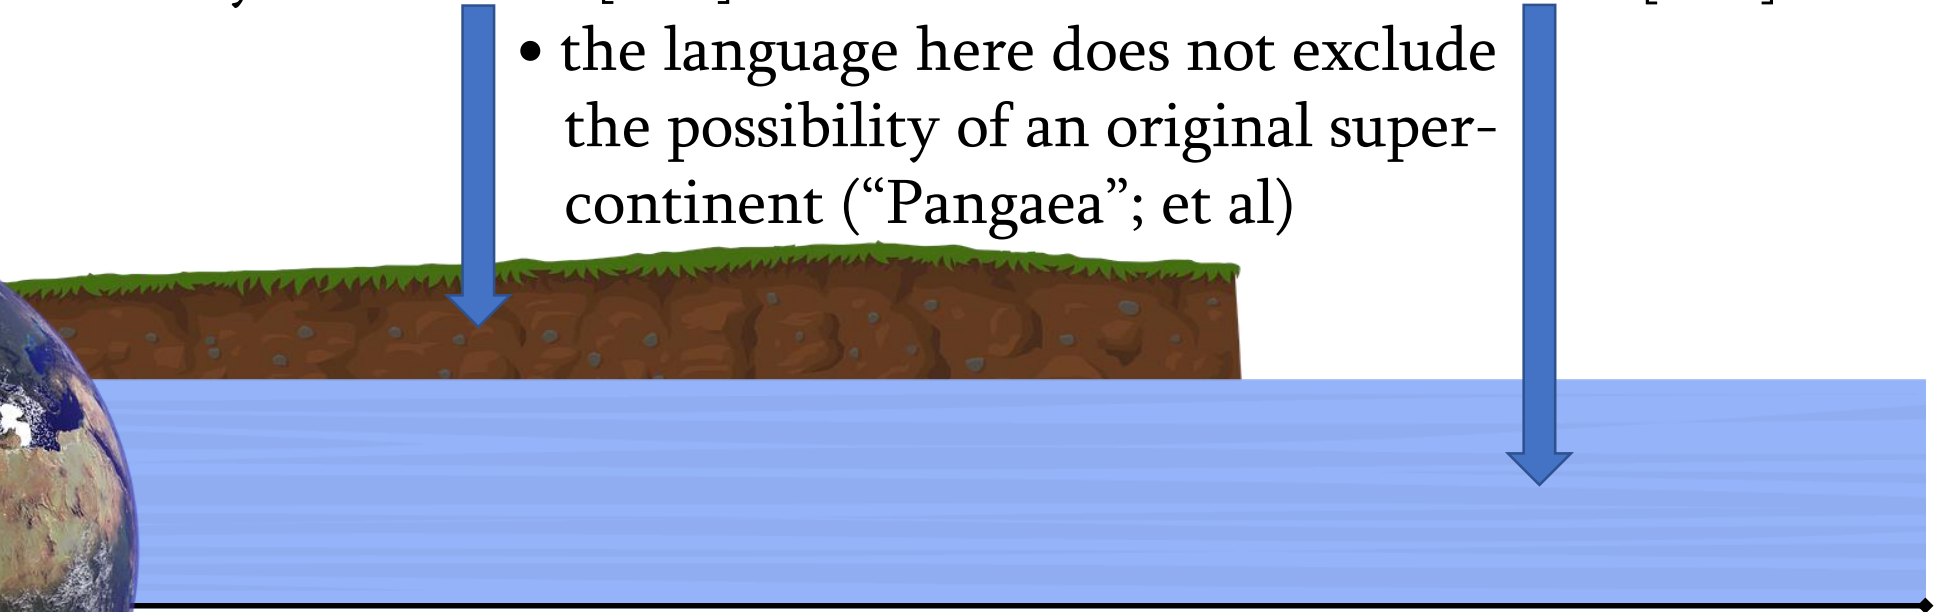 • the language here does not exclude
the possibility of an original super-
continent (“Pangaea”; et al)